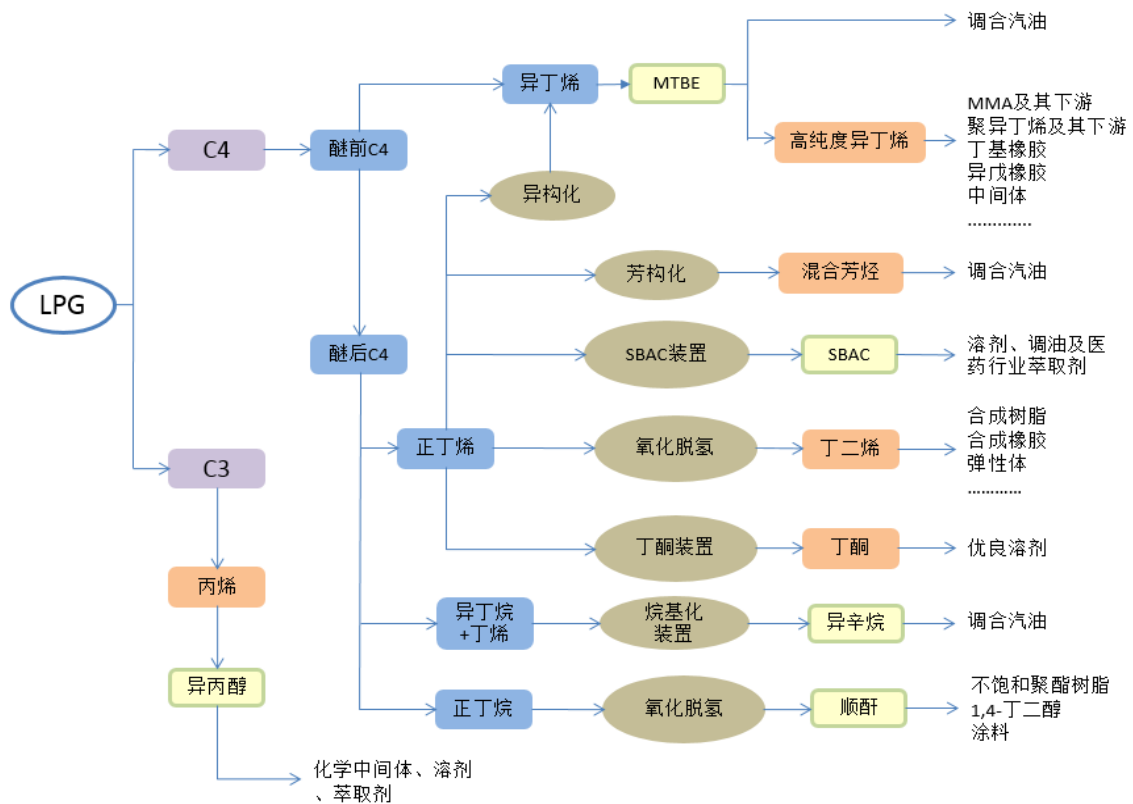 调合汽油
异丁烯
MTBE
MMA及其下游
聚异丁烯及其下游
丁基橡胶
异戊橡胶
中间体
.............
高纯度异丁烯
C4
醚前C4
异构化
芳构化
混合芳烃
调合汽油
LPG
醚后C4
SBAC装置
SBAC
溶剂、调油及医
药行业萃取剂
正丁烯
氧化脱氢
丁二烯
合成树脂
合成橡胶
弹性体
............
C3
丁酮装置
丁酮
优良溶剂
丙烯
异丁烷
+丁烯
烷基化
装置
异辛烷
调合汽油
异丙醇
正丁烷
氧化脱氢
顺酐
不饱和聚酯树脂
1,4-丁二醇
涂料
化学中间体、溶剂
、萃取剂